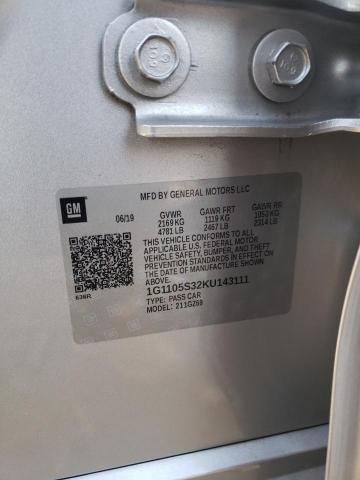 MFD BY GENERAL MOTORS LLC
GM
06/19 GVWR GAWR FRT GAWR RR
2169 KG 1119 KG 1050 KG
4781 LB 2467 LB 2314 LB
THIS VEHICLE CONFORMS TO ALL
APPLICABLE U.S. FEDERAL MOTOR
VEHICLE SAFETY, BUMPER, AND THEFT
PREVENTION STANDARDS IN EFFECT ON
THE DATE OF MANUFACTURE SHOWN
ABOVE.
1G1105S32KU143111
TYPE: PASS CAR
MODEL: 211GZ69